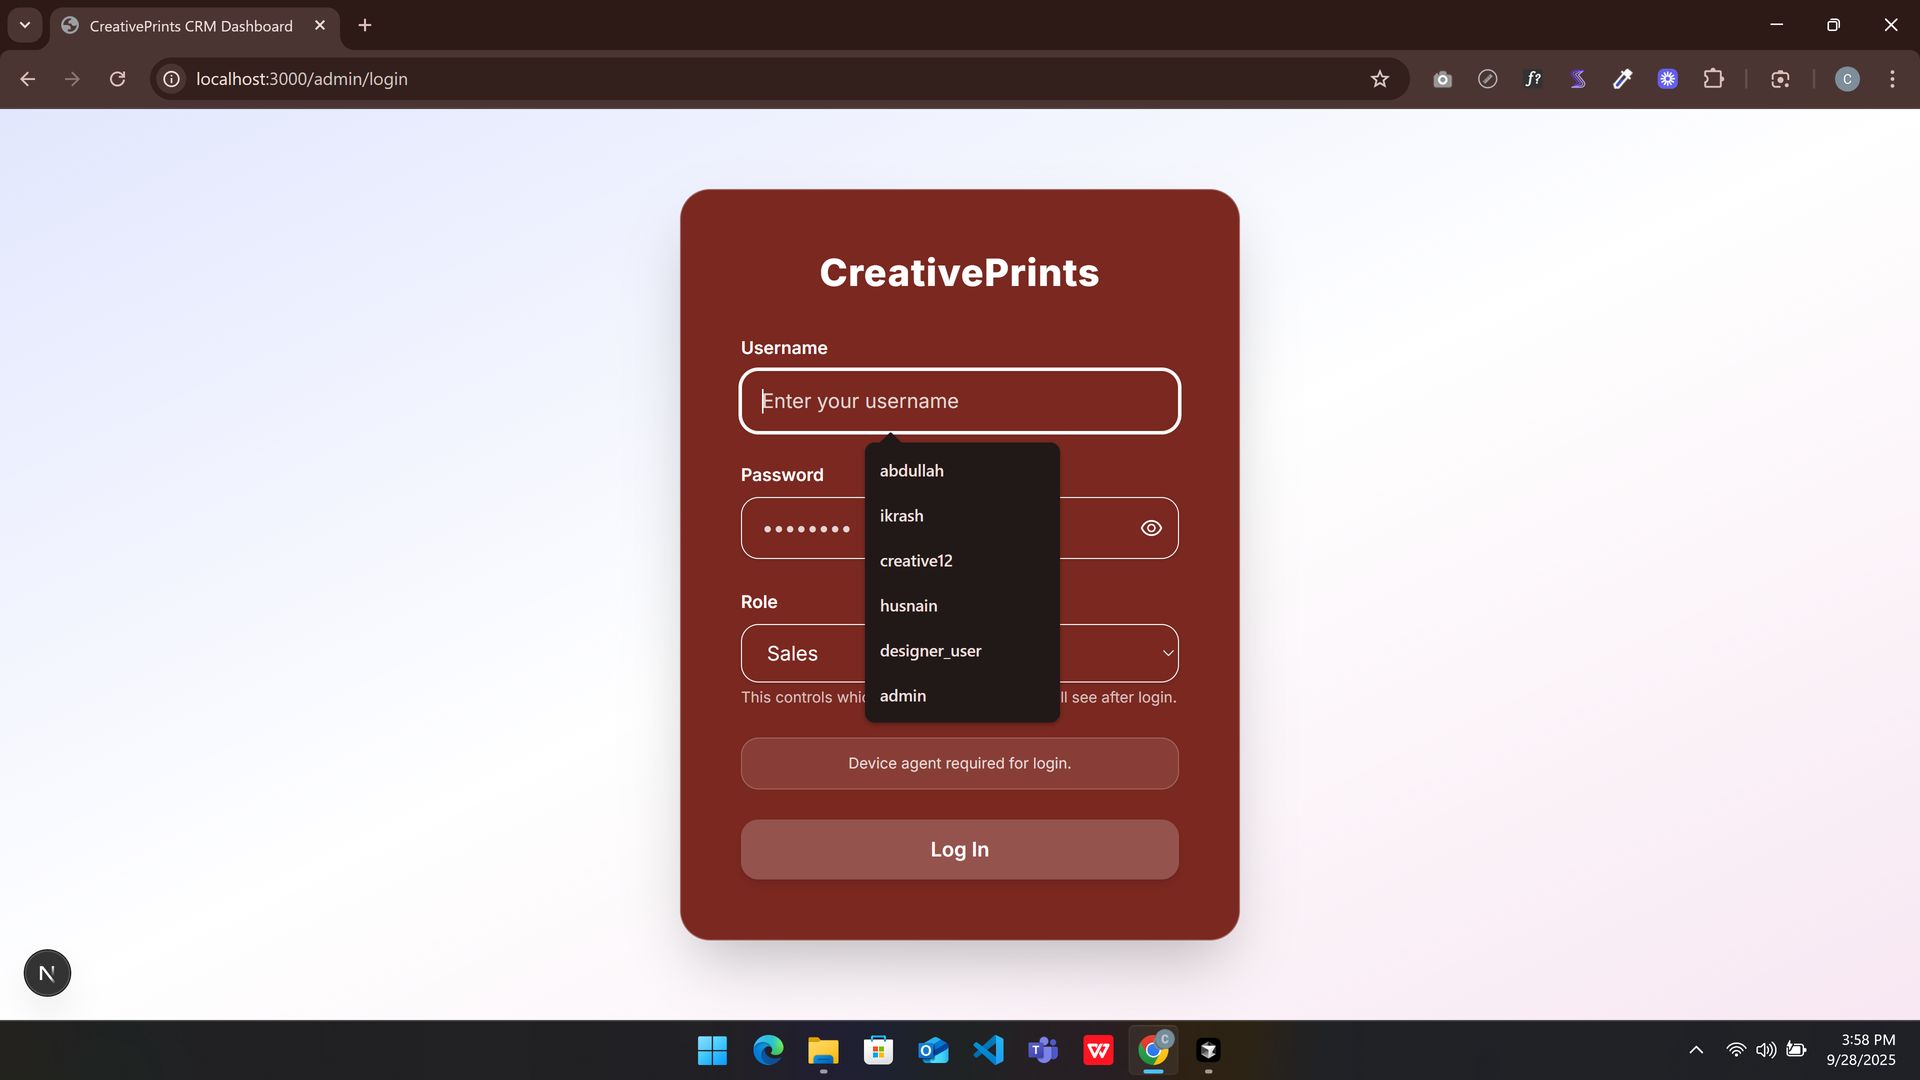 CreativePrints CRM Dashboard
localhost:3000/admin/login
f?
C
CreativePrints
Username
Enter your username
abdullah
ikrash
creative12
husnain
designer_user
admin
Password
••••••••
Role
Sales
This controls whic
ll see after login.
Device agent required for login.
Log In
N
C
3:58 PM
9/28/2025